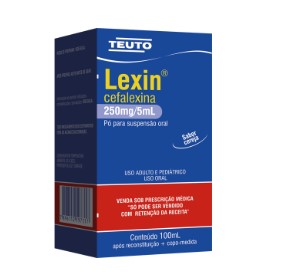 TEUTO
Lexin®
cefalexina
250mg/5mL
Pó para suspensão oral
Sabor
cereja
USO ADULTO E PEDIÁTRICO
USO ORAL
VENDA SOB PRESCRIÇÃO MÉDICA
"SÓ PODE SER VENDIDO
COM RETENÇÃO DA RECEITA"
Conteúdo 100mL
após reconstituição + copo-medida